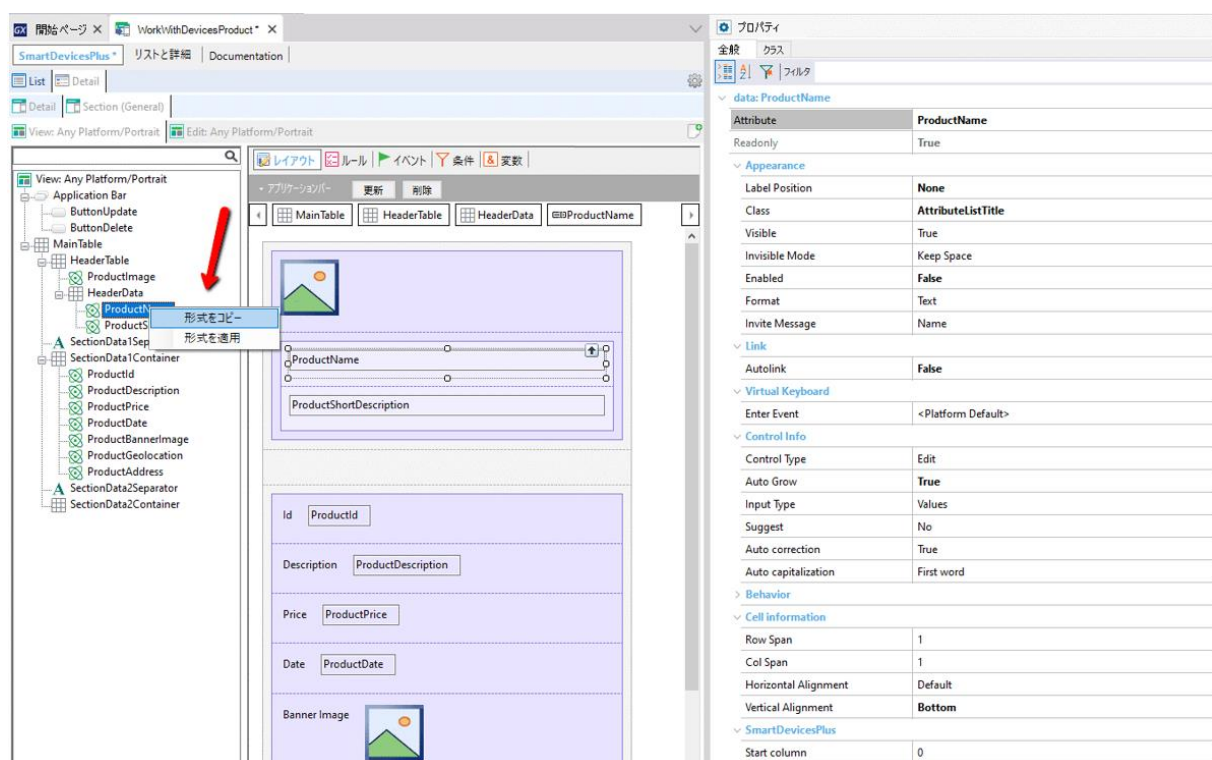 開始ページ WorkWithDevicesProduct*
SmartDevicesPlus* リストと詳細 Documentation
List Detail
Detail Section (General)
View: Any Platform/Portrait Edit: Any Platform/Portrait
View: Any Platform/Portrait
Application Bar
ButtonUpdate
ButtonDelete
MainTable
HeaderTable
ProductImage
HeaderData
ProductN
ProductS
SectionData1Sep
SectionData1Container
ProductId
ProductDescription
ProductPrice
ProductDate
ProductBannerImage
ProductGeolocation
ProductAddress
SectionData2Separator
SectionData2Container
形式をコピー
形式を適用
レイアウト ルール イベント 条件 変数
アプリケーションバー 更新 削除
MainTable HeaderTable HeaderData ProductName
ProductName
ProductShortDescription
Id ProductId
Description ProductDescription
Price ProductPrice
Date ProductDate
Banner Image
プロパティ
全般 クラス
フィルタ
data: ProductName
Attribute ProductName
Readonly True
Appearance
Label Position None
Class AttributeListTitle
Visible True
Invisible Mode Keep Space
Enabled False
Format Text
Invite Message Name
Link
Autolink False
Virtual Keyboard
Enter Event <Platform Default>
Control Info
Control Type Edit
Auto Grow True
Input Type Values
Suggest No
Auto correction True
Auto capitalization First word
Behavior
Cell information
Row Span 1
Col Span 1
Horizontal Alignment Default
Vertical Alignment Bottom
SmartDevicesPlus
Start column 0